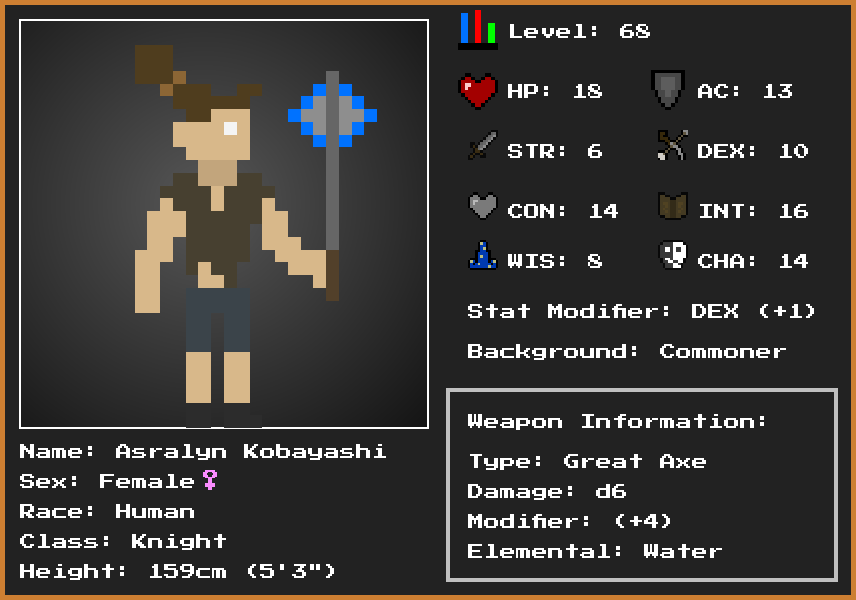 Level: 68
HP: 18
AC: 13
STR: 6
DEX: 10
CON: 14
INT: 16
WIS: 8
CHA: 14
Stat Modifier: DEX (+1)
Background: Commoner
Weapon Information:
Type: Great Axe
Damage: d6
Modifier: (+4)
Elemental: Water
Name: Asralyn Kobayashi
Sex: Female♀
Race: Human
Class: Knight
Height: 159cm (5'3")